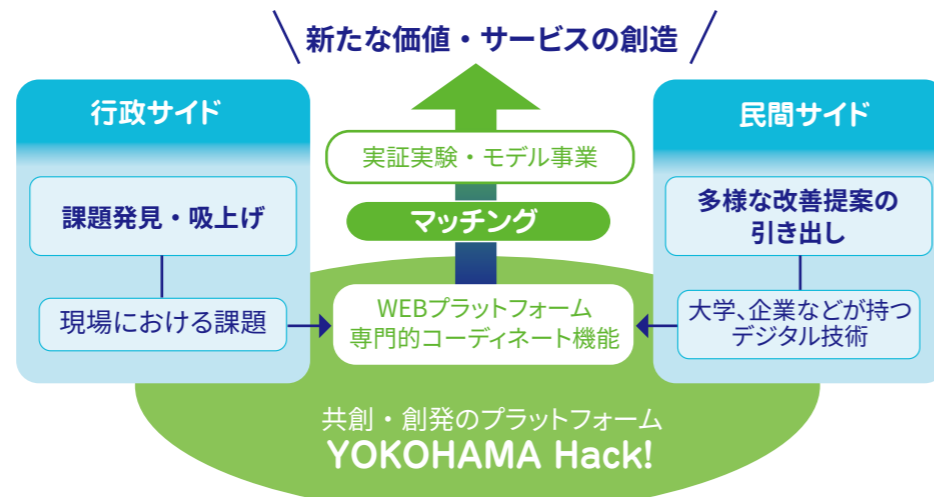 新たな価値・サービスの創造
行政サイド
課題発見・吸上げ
現場における課題
実証実験・モデル事業
マッチング
WEBプラットフォーム
専門的コーディネート機能
民間サイド
多様な改善提案の
引き出し
大学、企業などが持つ
デジタル技術
共創・創発のプラットフォーム
YOKOHAMA Hack!